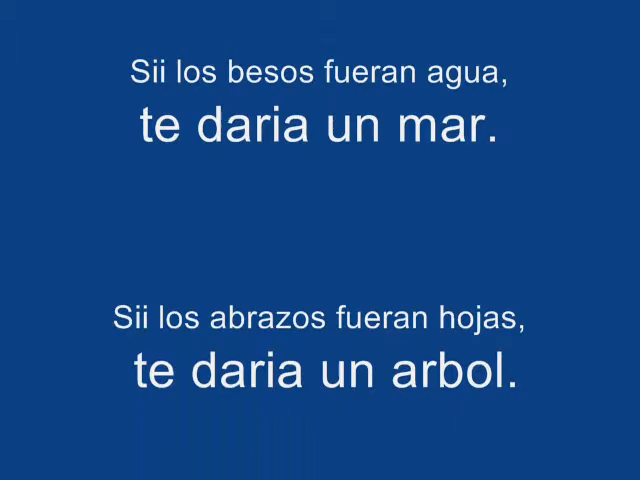 Sii los besos fueran agua,
te daria un mar.
Sii los abrazos fueran hojas,
te daria un arbol.